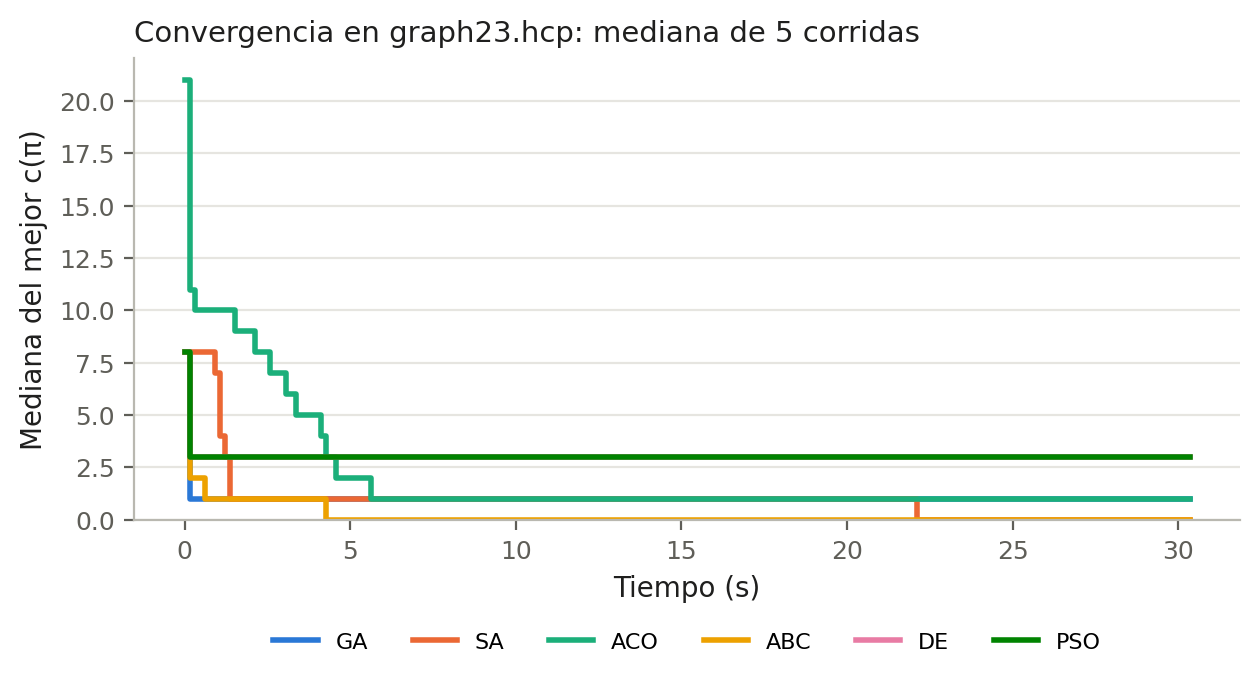 Convergencia en graph23.hcp: mediana de 5 corridas
Mediana del mejor c(π)
20.0
17.5
15.0
12.5
10.0
7.5
5.0
2.5
0.0
0 5 10 15 20 25 30
Tiempo (s)
GA SA ACO ABC DE PSO